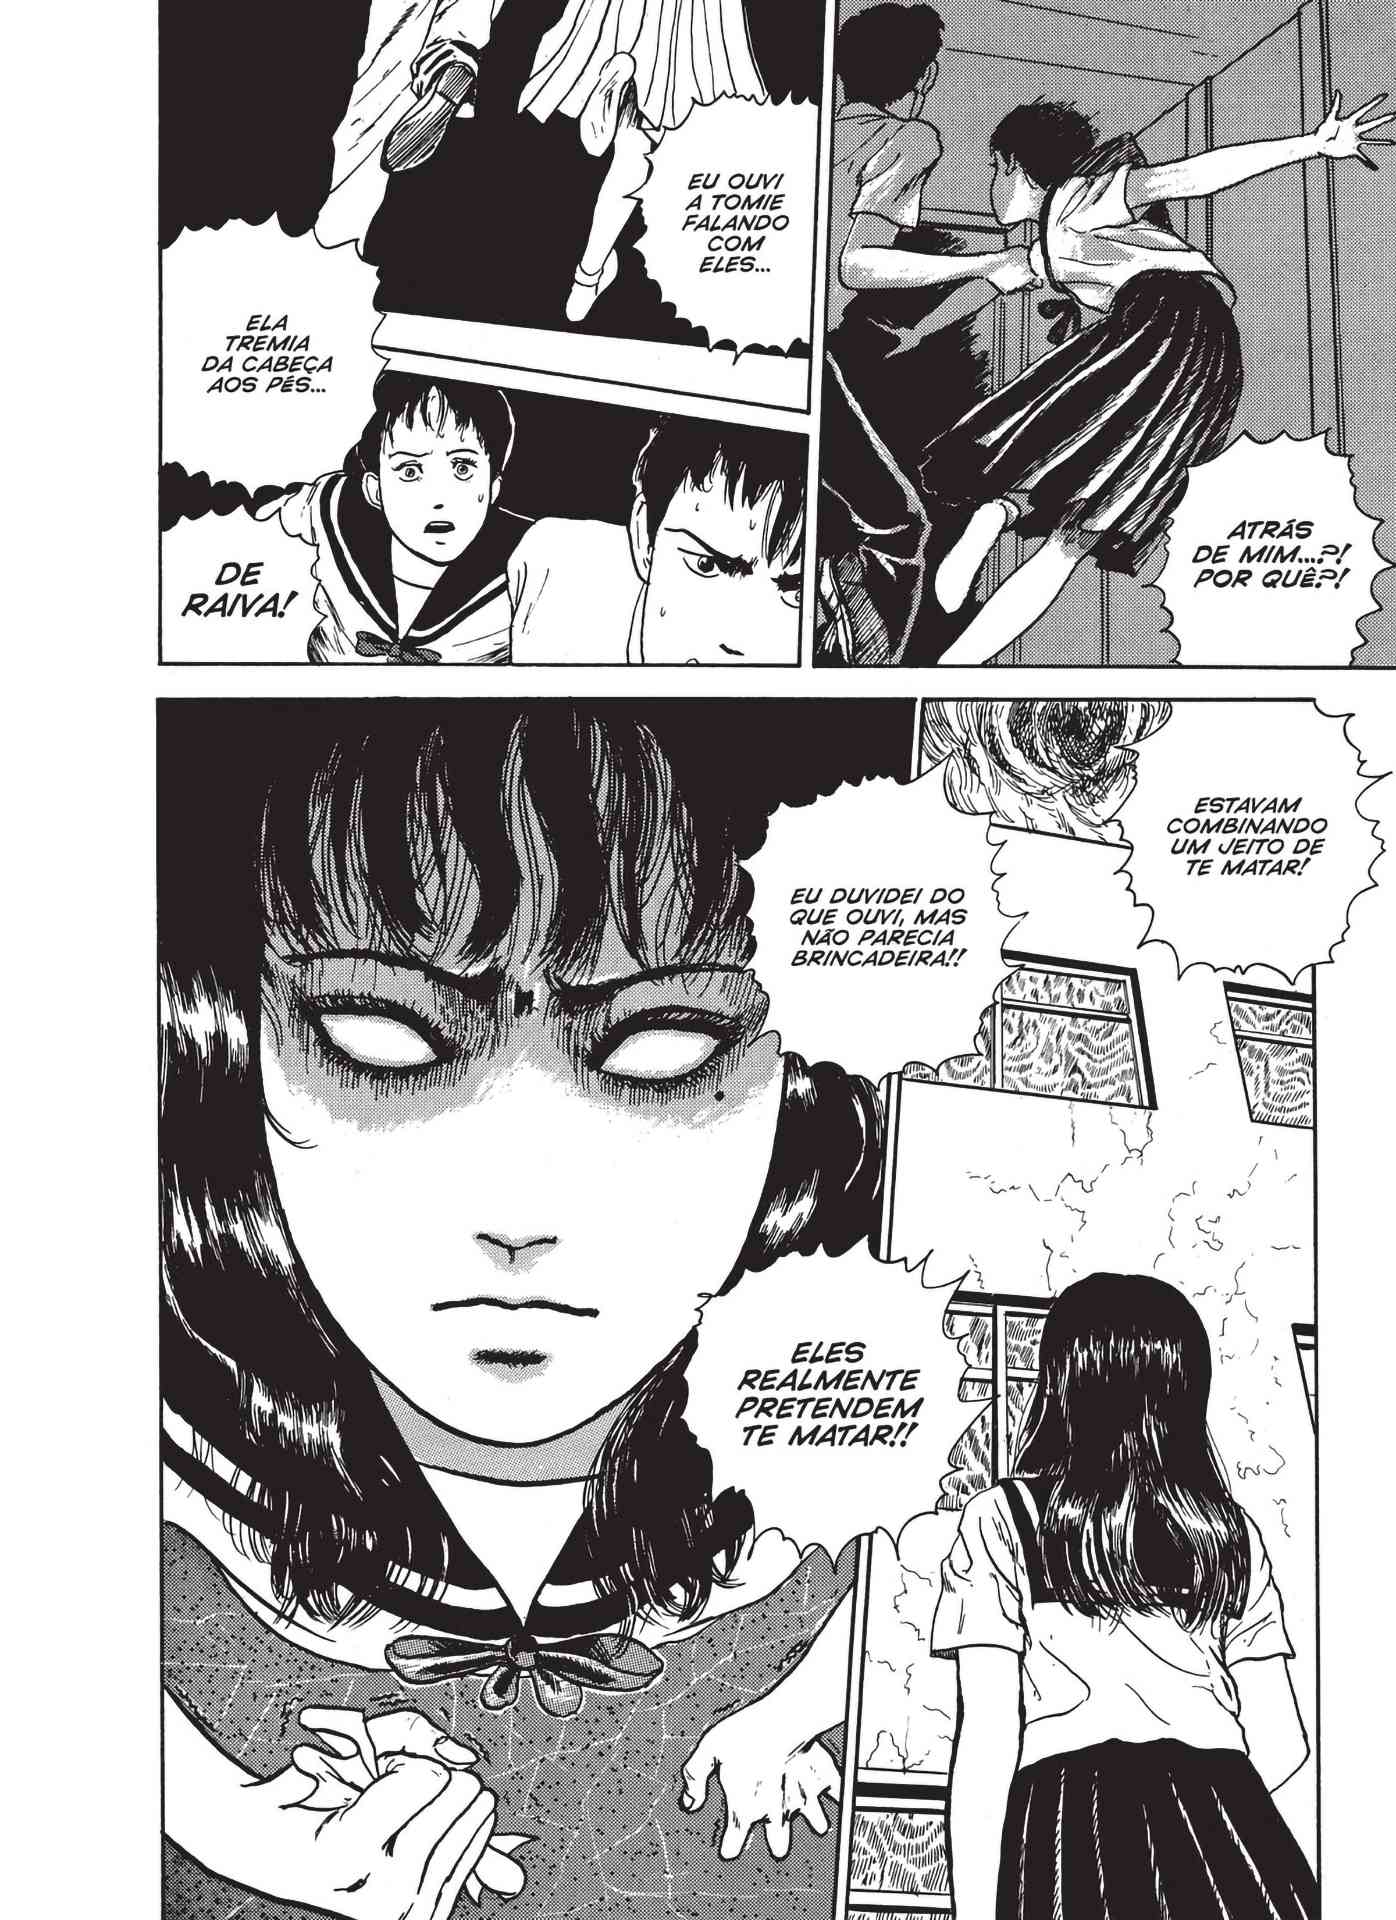 ATRÁS
DE MIM...?!
POR QUÊ?!
EU OUVI
A TOMIE
FALANDO
COM
ELES...
ELA
TREMIA
DA CABEÇA
AOS PÉS...
DE
RAIVA!
ESTAVAM
COMBINANDO
UM JEITO DE
TE MATAR!
EU DUVIDEI DO
QUE OUVI, MAS
NÃO PARECIA
BRINCADEIRA!!
ELES
REALMENTE
PRETENDEM
TE MATAR!!